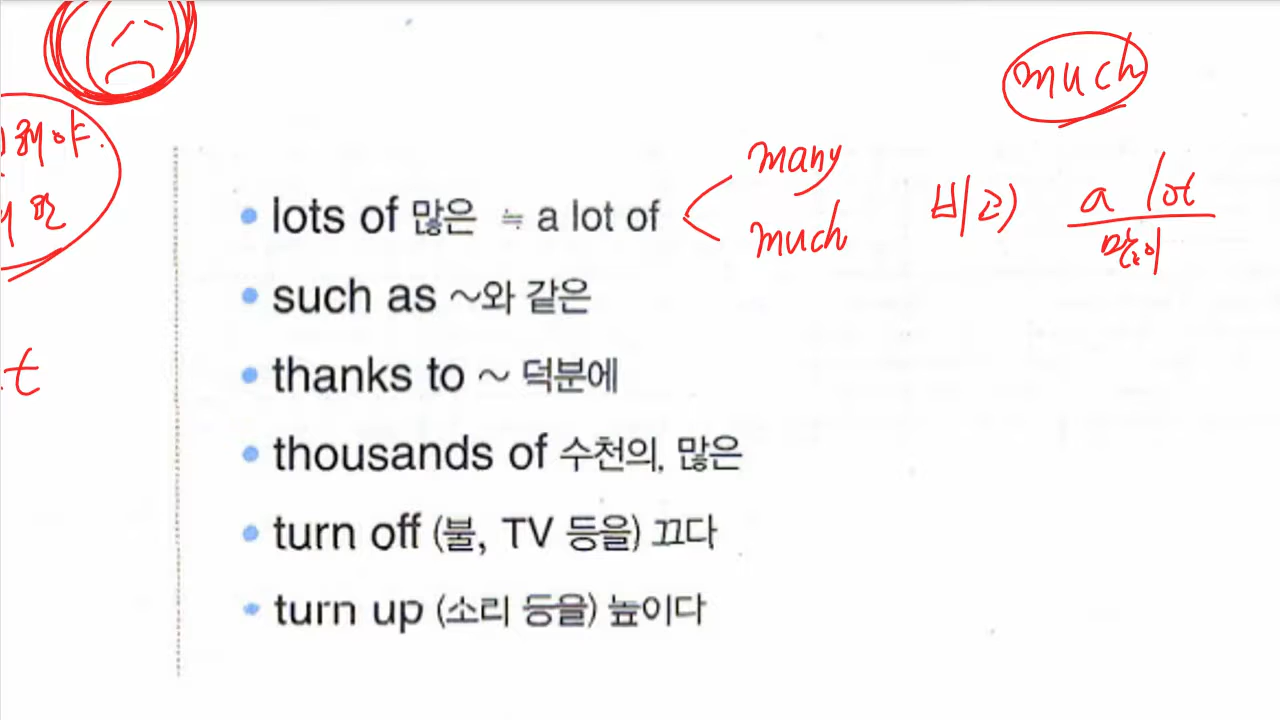 much
many
lots of 많은 ≒ a lot of
much
비교) a lot
많이
such as ~와 같은
thanks to ~ 덕분에
thousands of 수천의, 많은
turn off (불, TV 등을) 끄다
turn up (소리 등을) 높이다